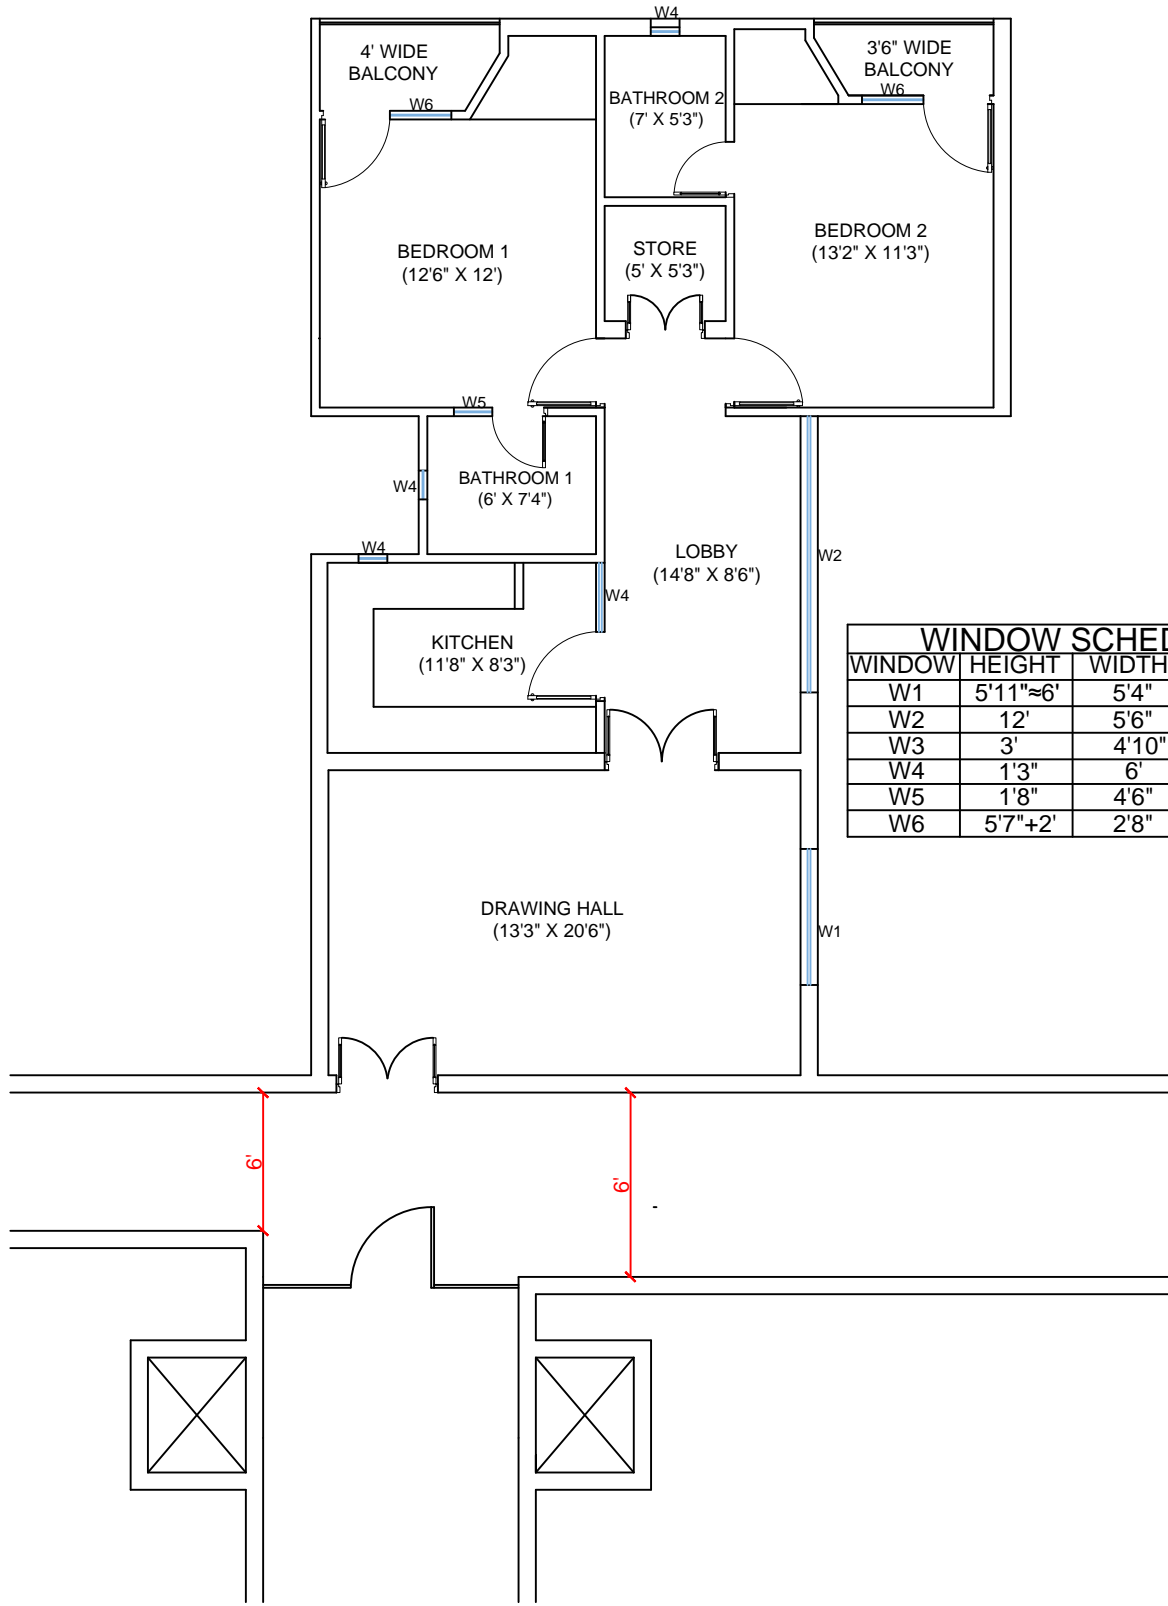 W4
4' WIDE
BALCONY
3'6" WIDE
BALCONY
W6
W6
BATHROOM 2
(7' X 5'3")
BEDROOM 1
(12'6" X 12')
STORE
(5' X 5'3")
BEDROOM 2
(13'2" X 11'3")
W5
BATHROOM 1
(6' X 7'4")
W4
W4
LOBBY
(14'8" X 8'6")
W2
W4
KITCHEN
(11'8" X 8'3")
WINDOW SCHED
WINDOW HEIGHT WIDTH
W1 5'11"≈6' 5'4"
W2 12' 5'6"
W3 3' 4'10"
W4 1'3" 6'
W5 1'8" 4'6"
W6 5'7"+2' 2'8"
DRAWING HALL
(13'3" X 20'6")
W1
6'
6'